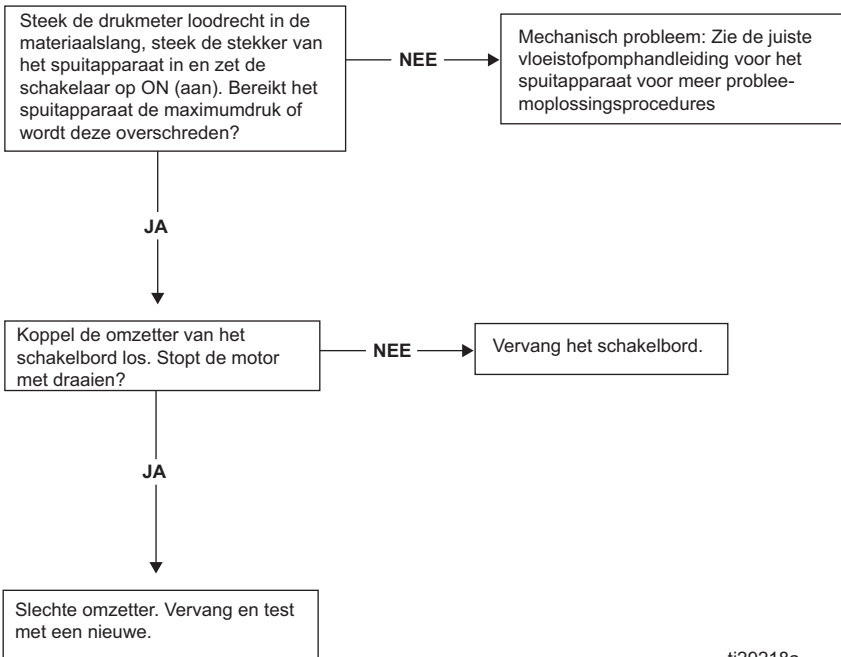 Steek de drukmeter loodrecht in de
materiaalslang, steek de stekker van
het spuitapparaat in en zet de
schakelaar op ON (aan). Bereikt het
spuitapparaat de maximumdruk of
wordt deze overschreden?
NEE
Mechanisch probleem: Zie de juiste
vloeistofpomphandleiding voor het
spuitapparaat voor meer problee-
moplossingsprocedures
JA
Koppel de omzetter van het
schakelbord los. Stopt de motor
met draaien?
NEE
Vervang het schakelbord.
JA
Slechte omzetter. Vervang en test
met een nieuwe.